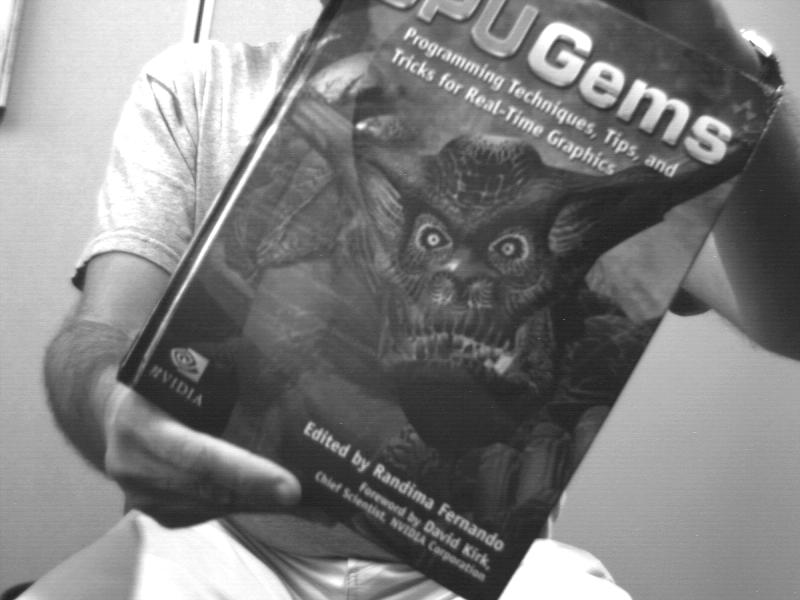 GPU Gems
Programming Techniques, Tips, and
Tricks for Real-Time Graphics
NVIDIA
Edited by Randima Fernando
Foreword by David Kirk,
Chief Scientist, NVIDIA Corporation